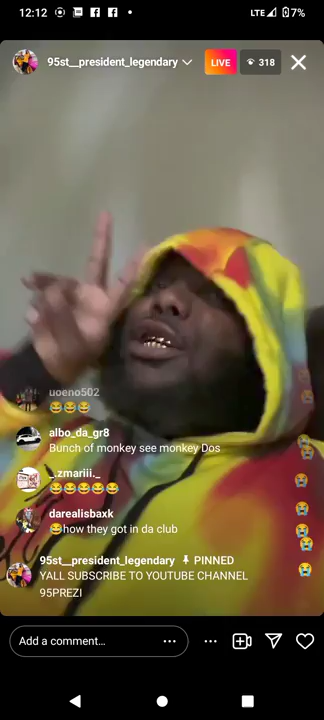 12:12
LTE 7%
95st__president_legendary
LIVE
318
uoeno502
😂😂😂
albo_da_gr8
Bunch of monkey see monkey Dos
_.zmariii._
😂😂😂😂😂
darealisbaxk
😂how they got in da club
95st__president_legendary PINNED
YALL SUBSCRIBE TO YOUTUBE CHANNEL
95PREZI
Add a comment…